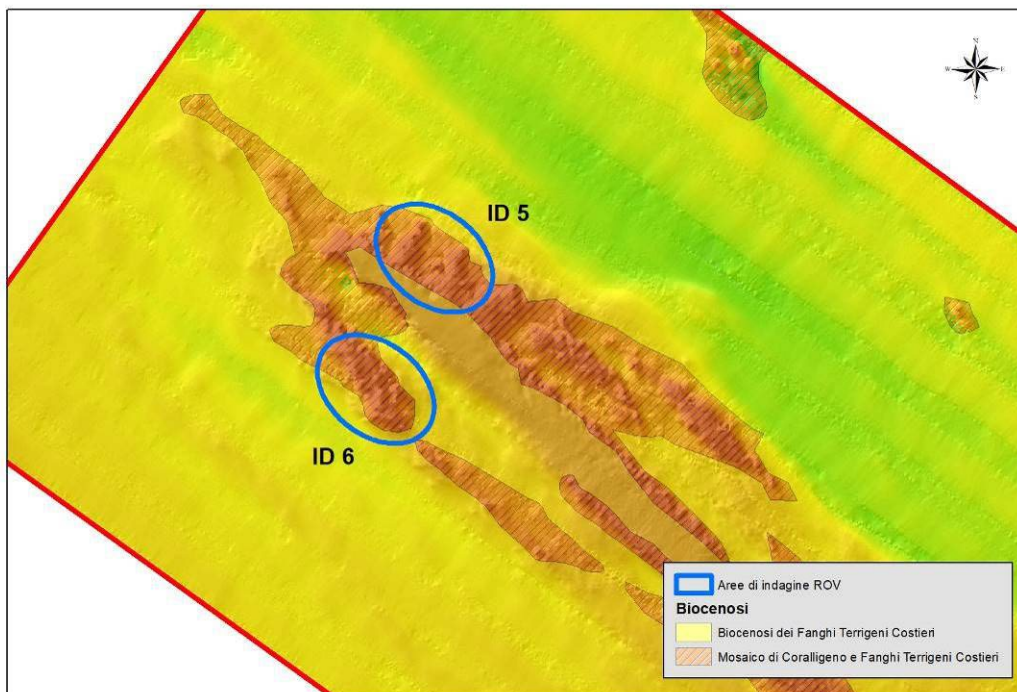 N
W
E
S
ID 5
ID 6
Aree di indagine ROV
Biocenosi
Biocenosi dei Fanghi Terrigeni Costieri
Mosaico di Coralligeno e Fanghi Terrigeni Costieri